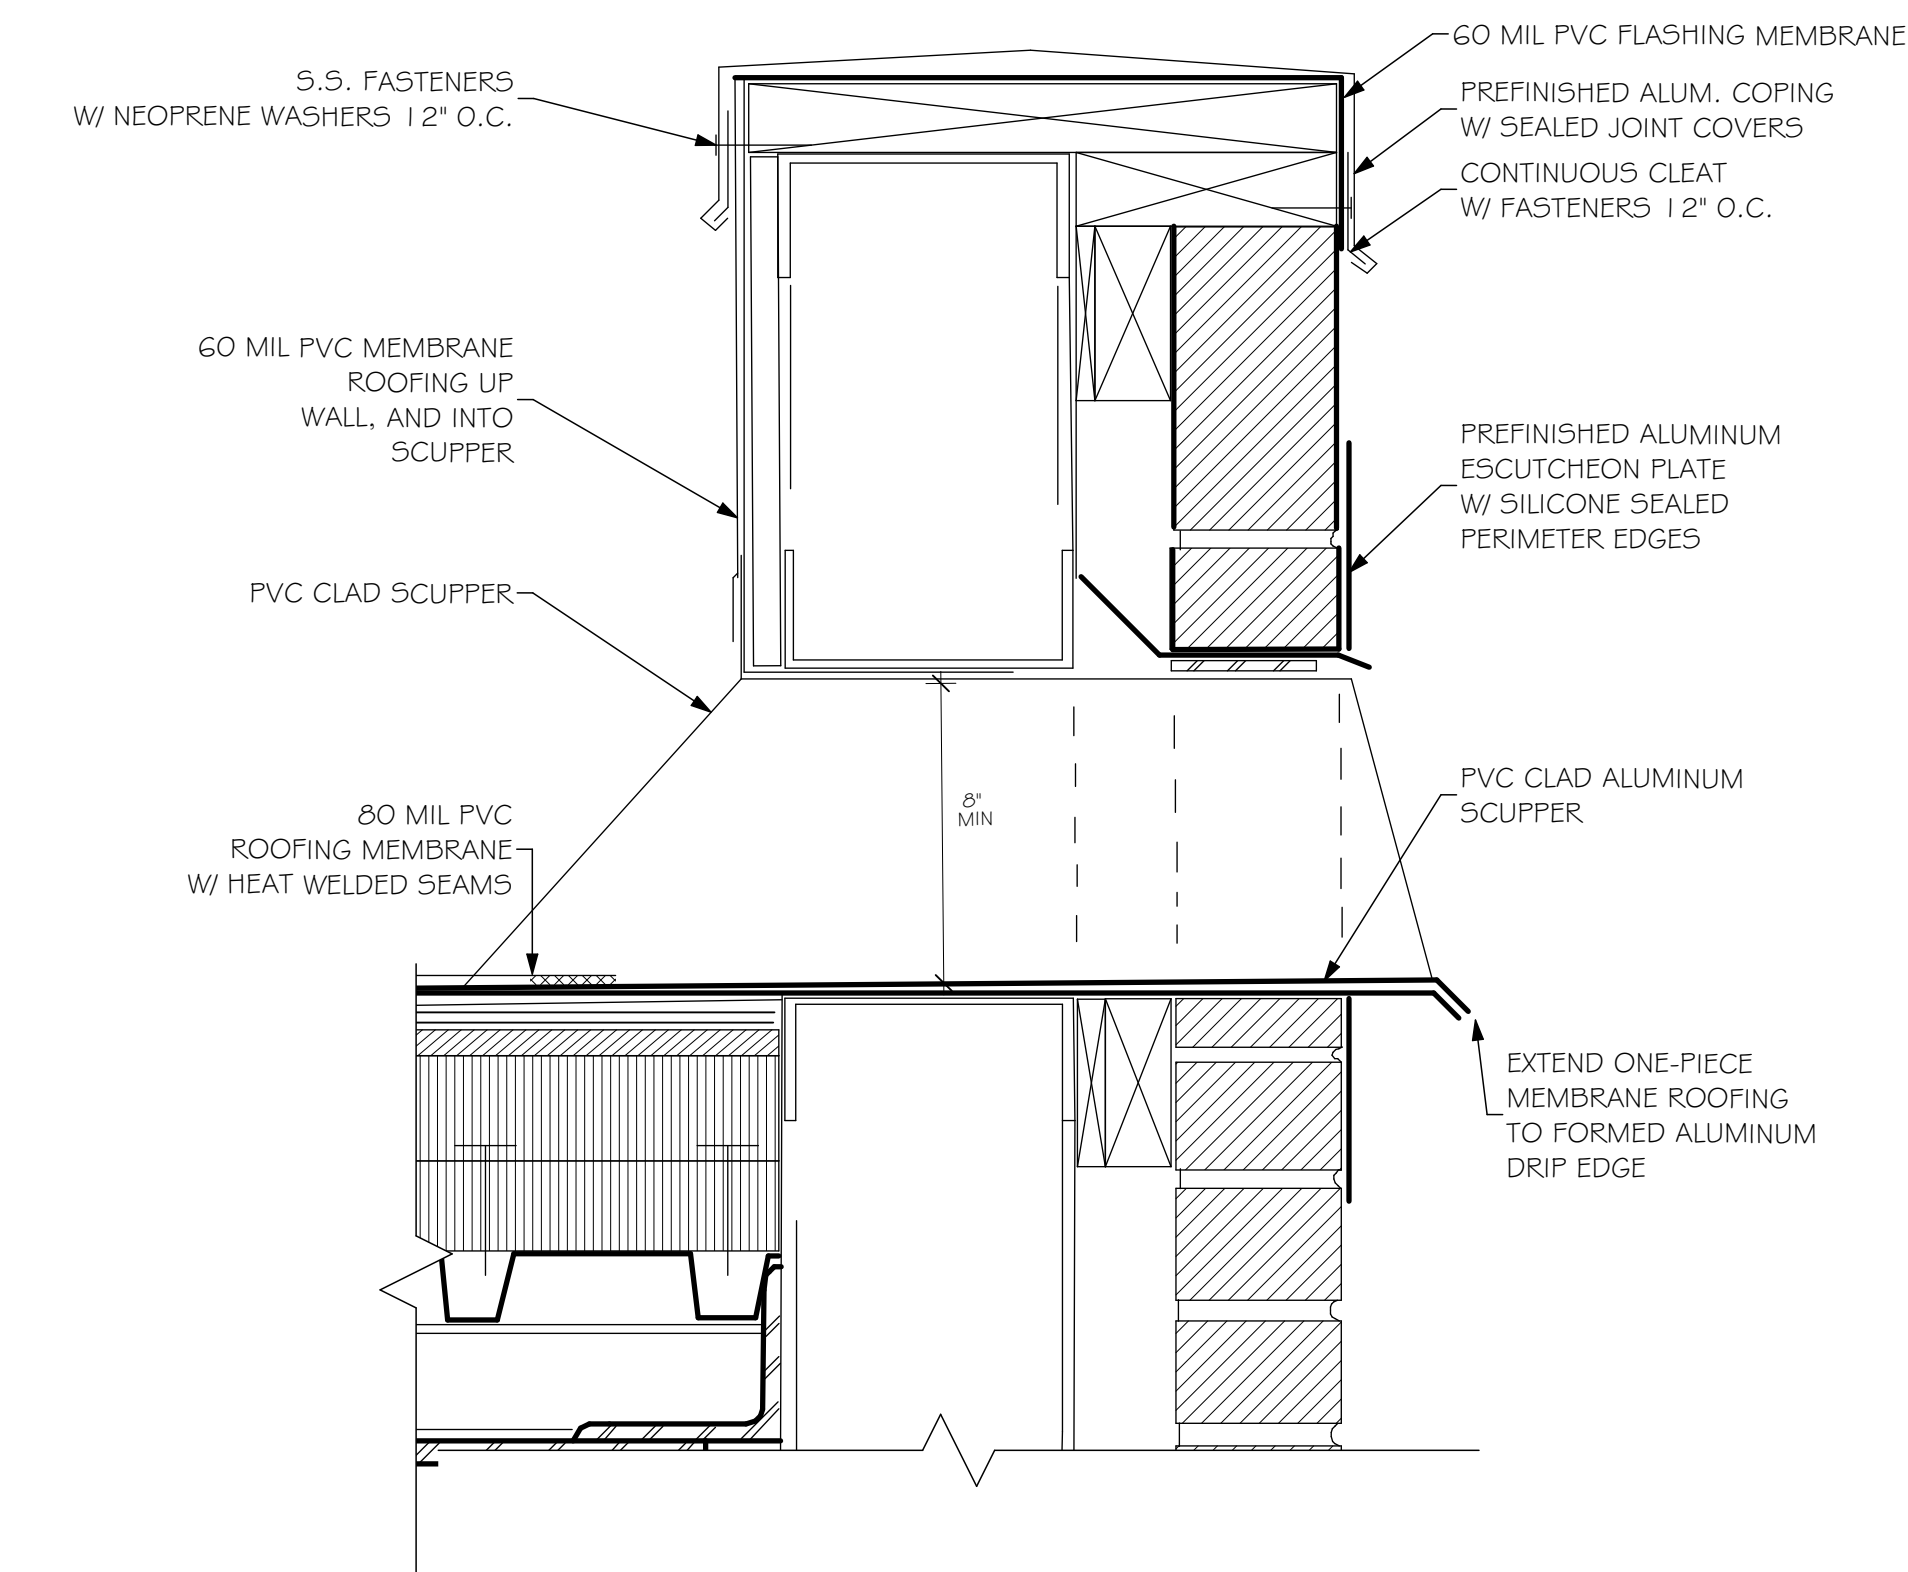 S.S. FASTENERS
W/ NEOPRENE WASHERS 12" O.C.
60 MIL PVC MEMBRANE
ROOFING UP
WALL, AND INTO
SCUPPER
PVC CLAD SCUPPER
80 MIL PVC
ROOFING MEMBRANE
W/ HEAT WELDED SEAMS
8"
MIN
60 MIL PVC FLASHING MEMBRANE
PREFINISHED ALUM. COPING
W/ SEALED JOINT COVERS
CONTINUOUS CLEAT
W/ FASTENERS 12" O.C.
PREFINISHED ALUMINUM
ESCUTCHEON PLATE
W/ SILICONE SEALED
PERIMETER EDGES
PVC CLAD ALUMINUM
SCUPPER
EXTEND ONE-PIECE
MEMBRANE ROOFING
TO FORMED ALUMINUM
DRIP EDGE